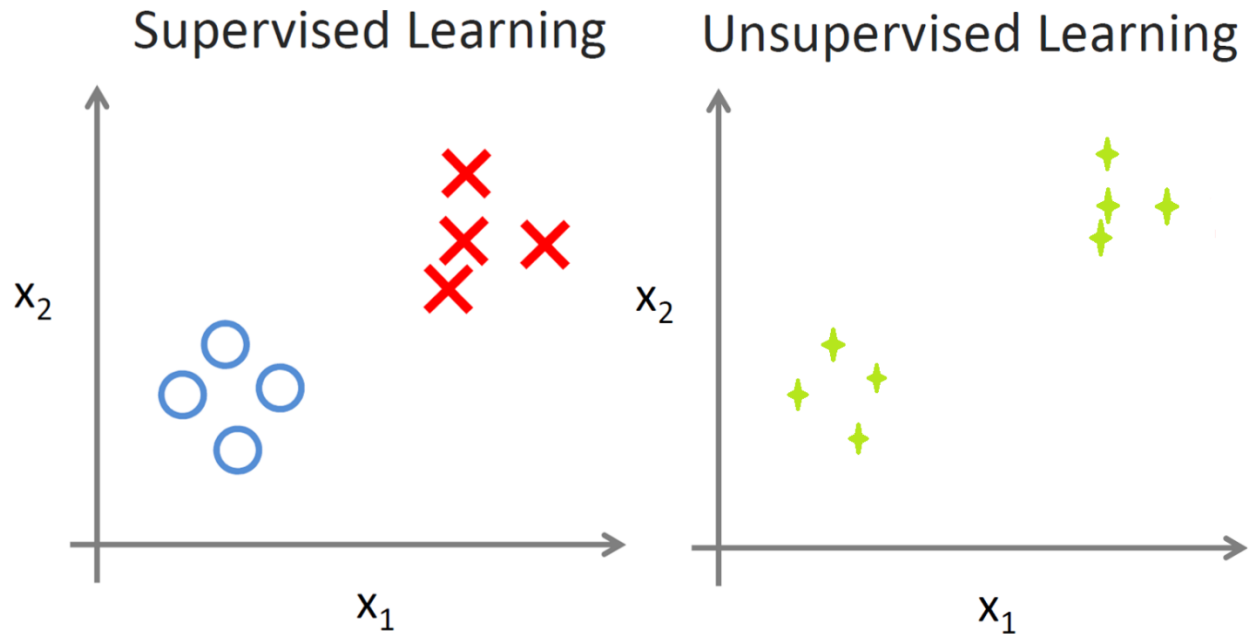 Supervised Learning
x₂
x₁
Unsupervised Learning
x₂
x₁